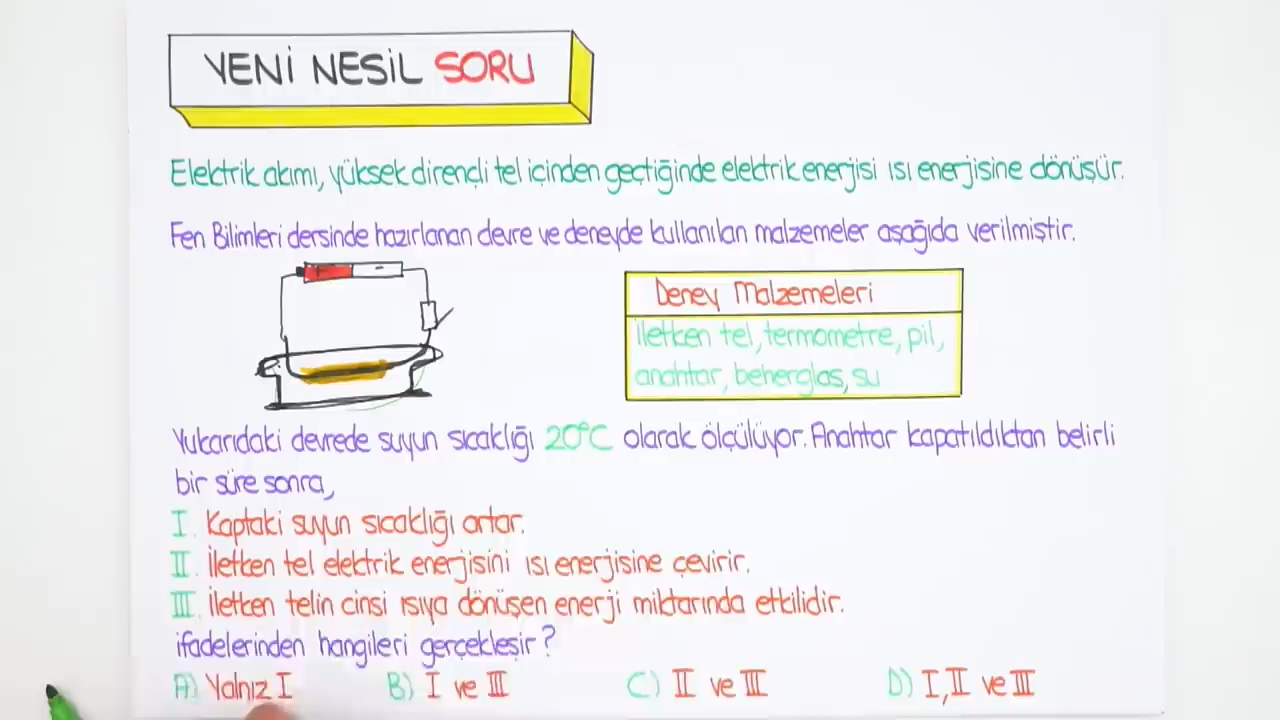 YENİ NESİL SORU
Elektrik akımı, yüksek dirençli tel içinden geçtiğinde elektrik enerjisi ısı enerjisine dönüşür.
Fen Bilimleri dersinde hazırlanan devre ve deneyde kullanılan malzemeler aşağıda verilmiştir.
Deney Malzemeleri
İletken tel, termometre, pil,
anahtar, beherglas, su
Yukarıdaki devrede suyun sıcaklığı 20°C olarak ölçülüyor. Anahtar kapatıldıktan belirli
bir süre sonra,
I. Kaptaki suyun sıcaklığı artar.
II. İletken tel elektrik enerjisini ısı enerjisine çevirir.
III. İletken telin cinsi ısıya dönüşen enerji miktarında etkilidir.
ifadelerinden hangileri gerçekleşir?
A) Yalnız I B) I ve III C) II ve III D) I, II ve III